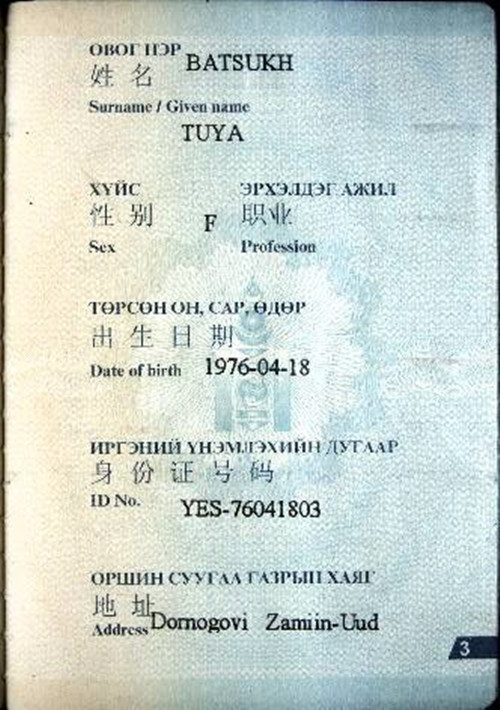 ОВОГ НЭР
姓 名 BATSUKH
Surname / Given name
TUYA
ХҮЙС ЭРХЭЛДЭГ АЖИЛ
性 别 F 职业
Sex Profession
ТӨРСӨН ОН, САР, ӨДӨР
出 生 日 期
Date of birth 1976-04-18
ИРГЭНИЙ ҮНЭМЛЭХИЙН ДУГААР
身 份 证 号 码
ID No. YES-76041803
ОРШИН СУУГАА ГАЗРЫН ХАЯГ
地 址
Address Dornogovi Zamiin-Uud
3